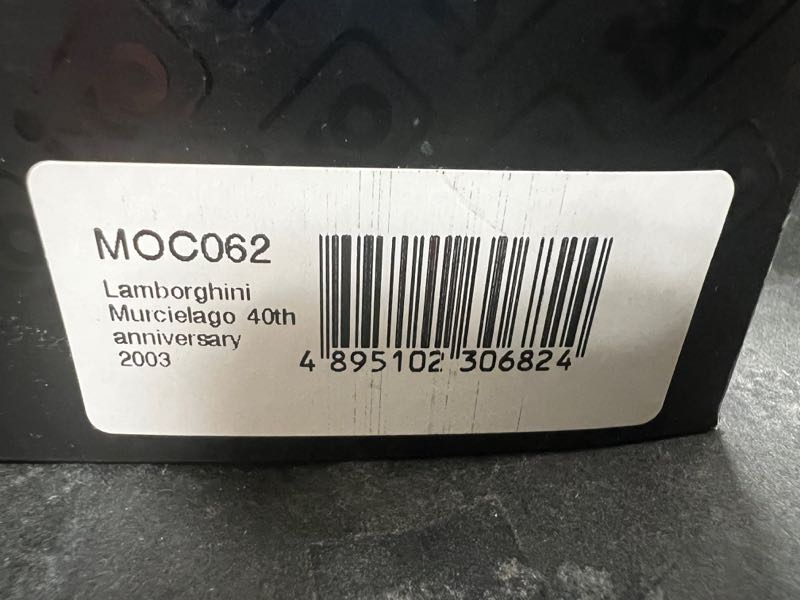 MOC062
Lamborghini
Murcielago 40th
anniversary
2003
4 895102 306824